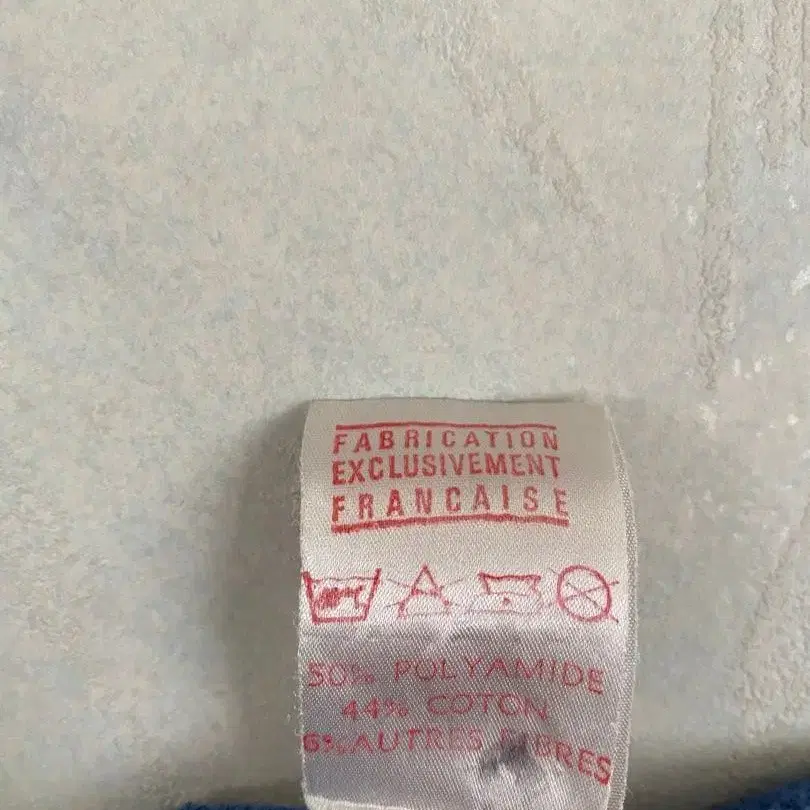 FABRICATION
EXCLUSIVEMENT
FRANCAISE
50% POLYAMIDE
44% COTON
6% AUTRES FIBRES